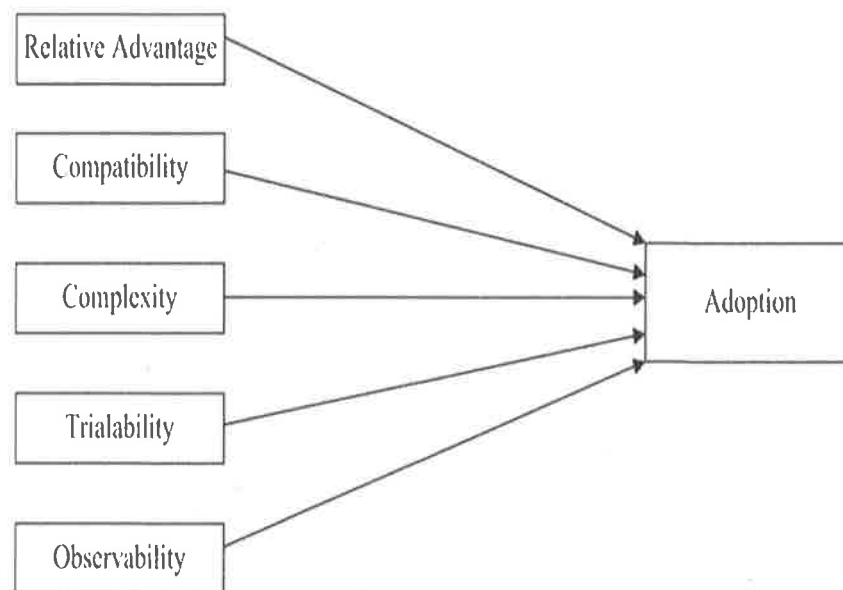 Relative Advantage
Compatibility
Complexity
Adoption
Trialability
Observability